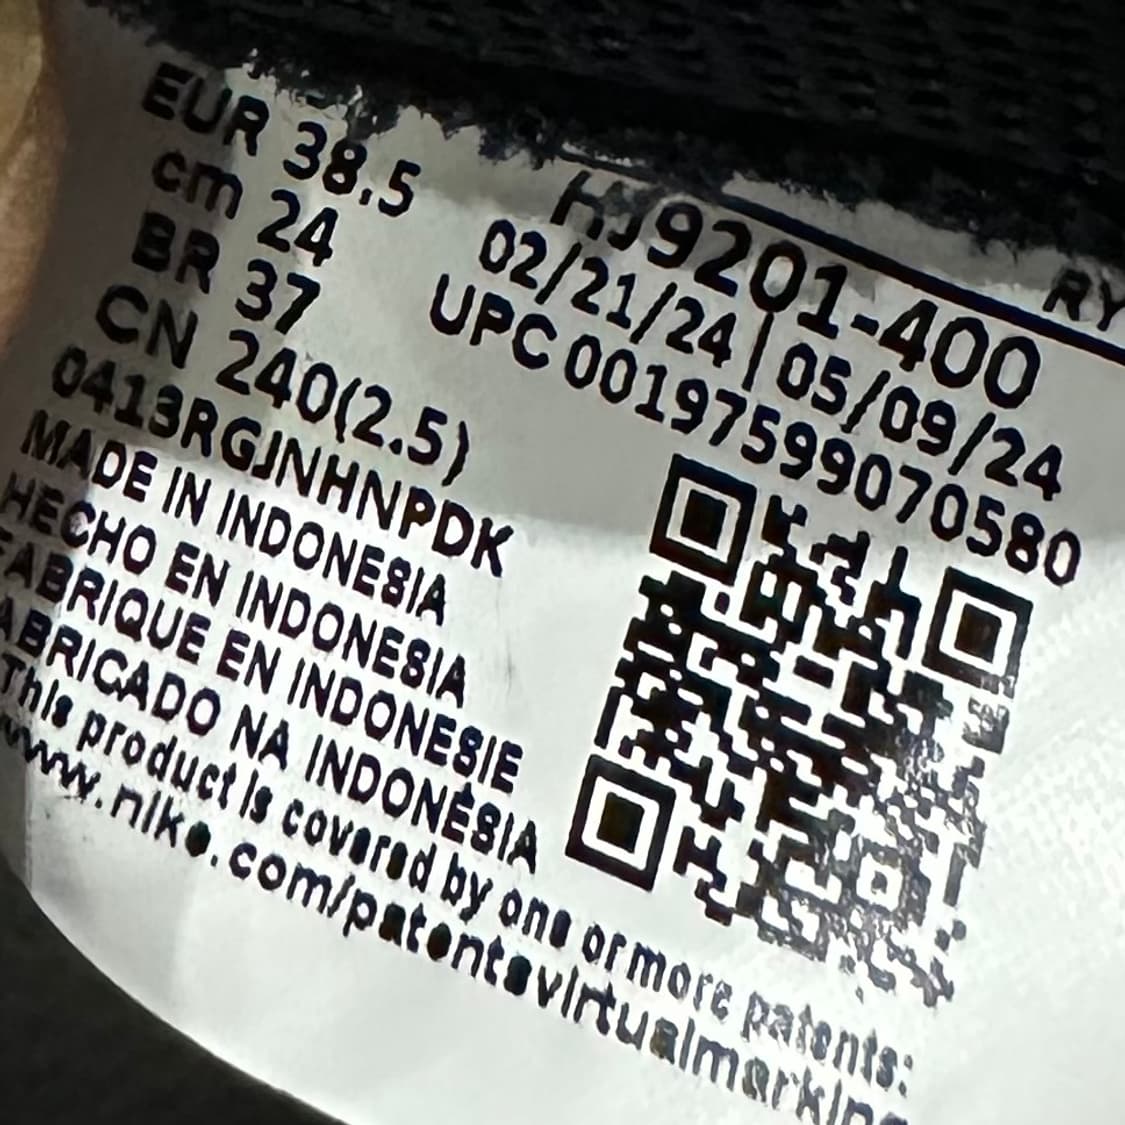 EUR 38.5
cm 24
BR 37
CN 240(2.5)
0413RGJNHNPDK
MADE IN INDONESIA
HECHO EN INDONESIA
FABRIQUE EN INDONESIE
FABRICADO NA INDONÉSIA
This product is covered by one or more patents:
www.nike.com/patentsvirtualmarking
HJ9201-400
RY
02/21/24 | 05/09/24
UPC 00197599070580